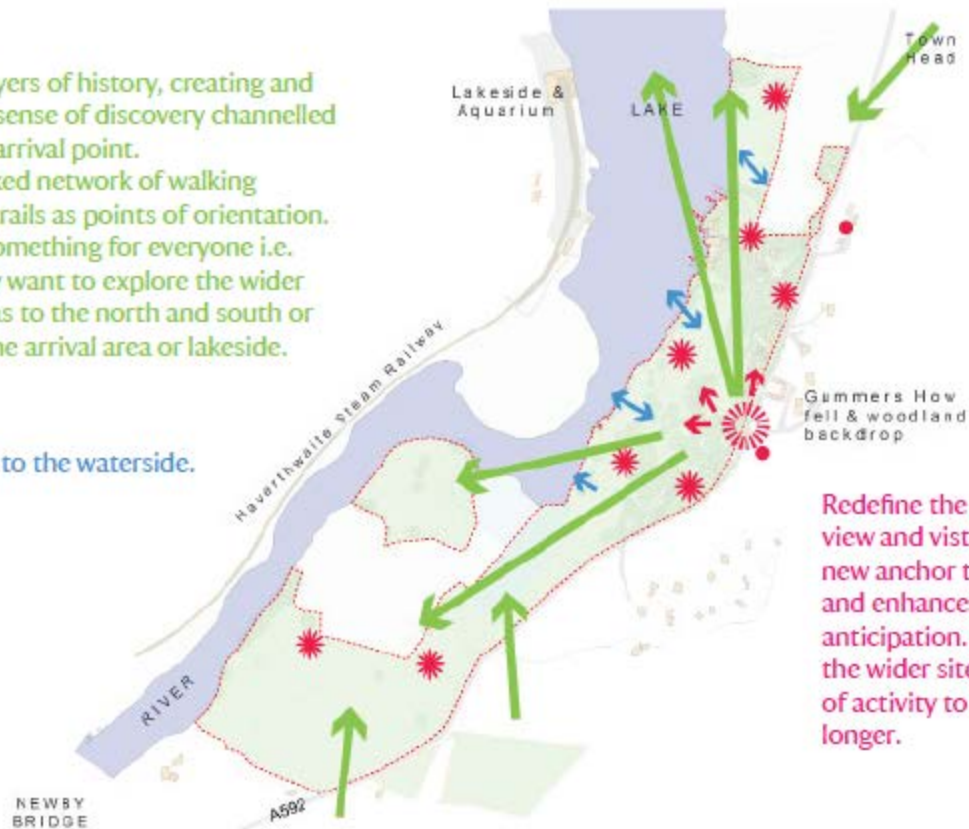 yers of history, creating and
sense of discovery channelled
arrival point.
ked network of walking
rails as points of orientation.
omething for everyone i.e.
y want to explore the wider
as to the north and south or
he arrival area or lakeside.
to the waterside.
Lakeside &
Aquarium
LAKE
Town
Head
Haverthwaite Steam Railway
Gummers How
fell & woodland
backdrop
Redefine the
view and vist
new anchor t
and enhance
anticipation.
the wider site
of activity to
longer.
RIVER
NEWBY
BRIDGE
A592